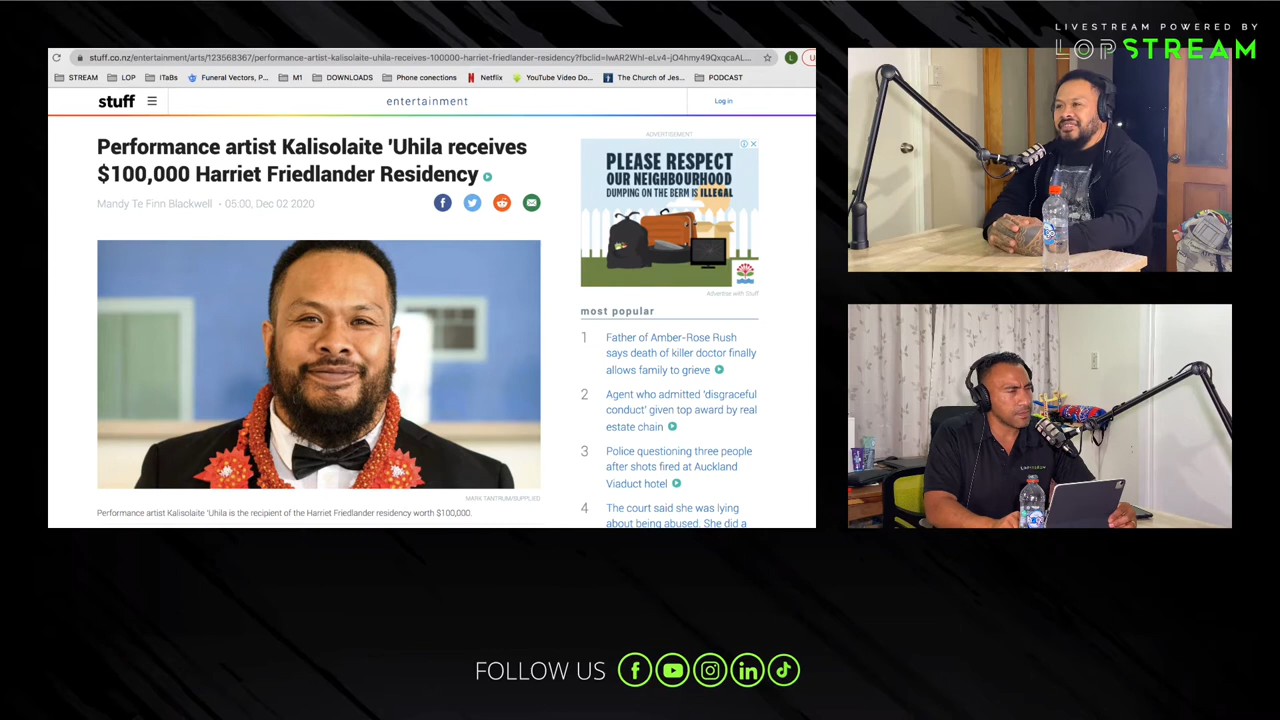 LIVESTREAM POWERED BY
LOPSTREAM
stuff.co.nz/entertainment/arts/123568367/performance-artist-kalisolaite-uhila-receives-100000-harriet-friedlander-residency?fbclid=IwAR2WhI-eLv4-jO4hmy49QxqcaAL...
STREAM LOP ITaBs Funeral Vectors, P... M1 DOWNLOADS Phone conections Netflix YouTube Video Do... The Church of Jes... PODCAST
stuff entertainment Log in
Performance artist Kalisolaite 'Uhila receives
$100,000 Harriet Friedlander Residency
Mandy Te Finn Blackwell • 05:00, Dec 02 2020
MARK TANTRUM/SUPPLIED
Performance artist Kalisolaite 'Uhila is the recipient of the Harriet Friedlander residency worth $100,000.
ADVERTISEMENT
PLEASE RESPECT
OUR NEIGHBOURHOOD
DUMPING ON THE BERM IS ILLEGAL
Advertise with Stuff
most popular
1 Father of Amber-Rose Rush
says death of killer doctor finally
allows family to grieve
2 Agent who admitted 'disgraceful
conduct' given top award by real
estate chain
3 Police questioning three people
after shots fired at Auckland
Viaduct hotel
4 The court said she was lying
about being abused. She did a
FOLLOW US